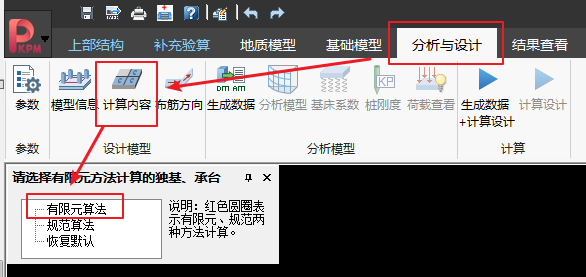 PKPM
上部结构 补充验算 地质模型 基础模型 分析与设计 结果查看
参数 模型信息 计算内容 布筋方向 生成数据 分析模型 基床系数 桩刚度 荷载查看 生成数据 计算设计
+计算设计
参数 设计模型 分析模型 计算
请选择有限元方法计算的独基、承台
有限元算法
规范算法
恢复默认
说明：红色圆圈表
示有限元、规范两
种方法计算。